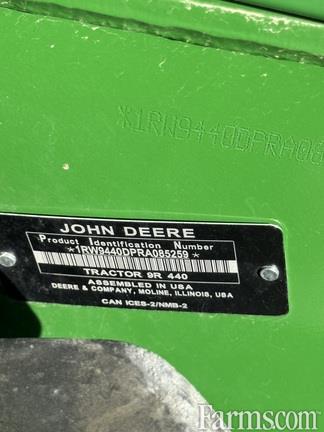 *1RW9440DPRA08
JOHN DEERE
Product Identification Number
*1RW9440DPRA085259*
TRACTOR 9R 440
ASSEMBLED IN USA
DEERE & COMPANY, MOLINE, ILLINOIS, USA
CAN ICES-2/NMB-2
Farms.com®